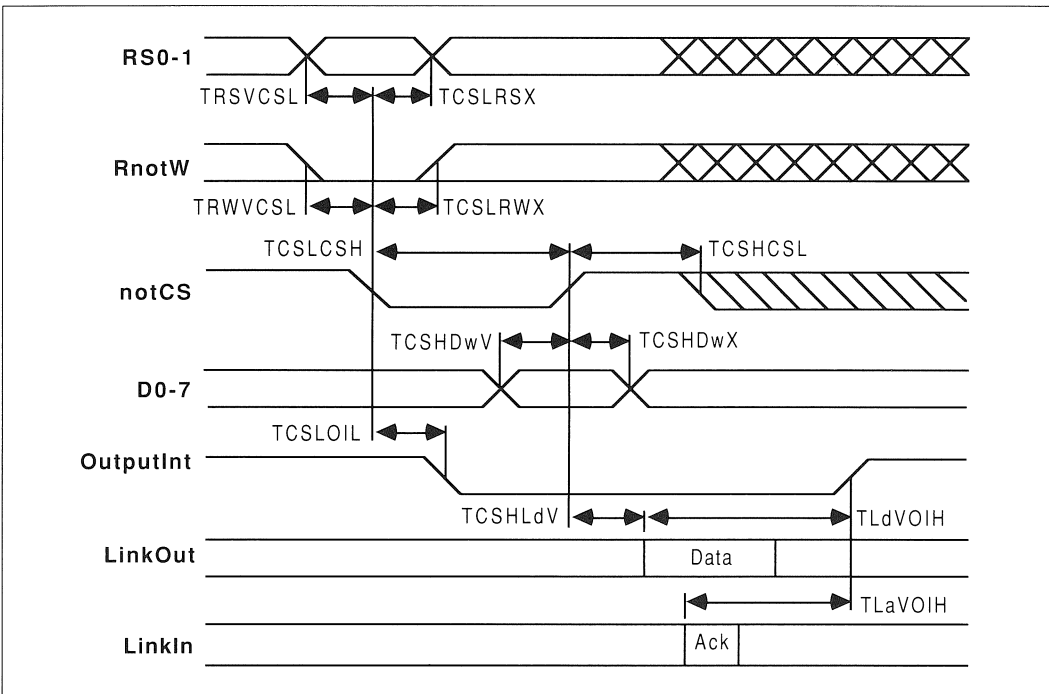 RS0-1
TRSVCSL TCSLRSX
RnotW
TRWVCSL TCSLRWX
TCSLCSH TCSHCSL
notCS
TCSHDwV TCSHDwX
D0-7
TCSLOIL
OutputInt
TCSHLdV TLdVOIH
LinkOut Data
TLaVOIH
LinkIn Ack